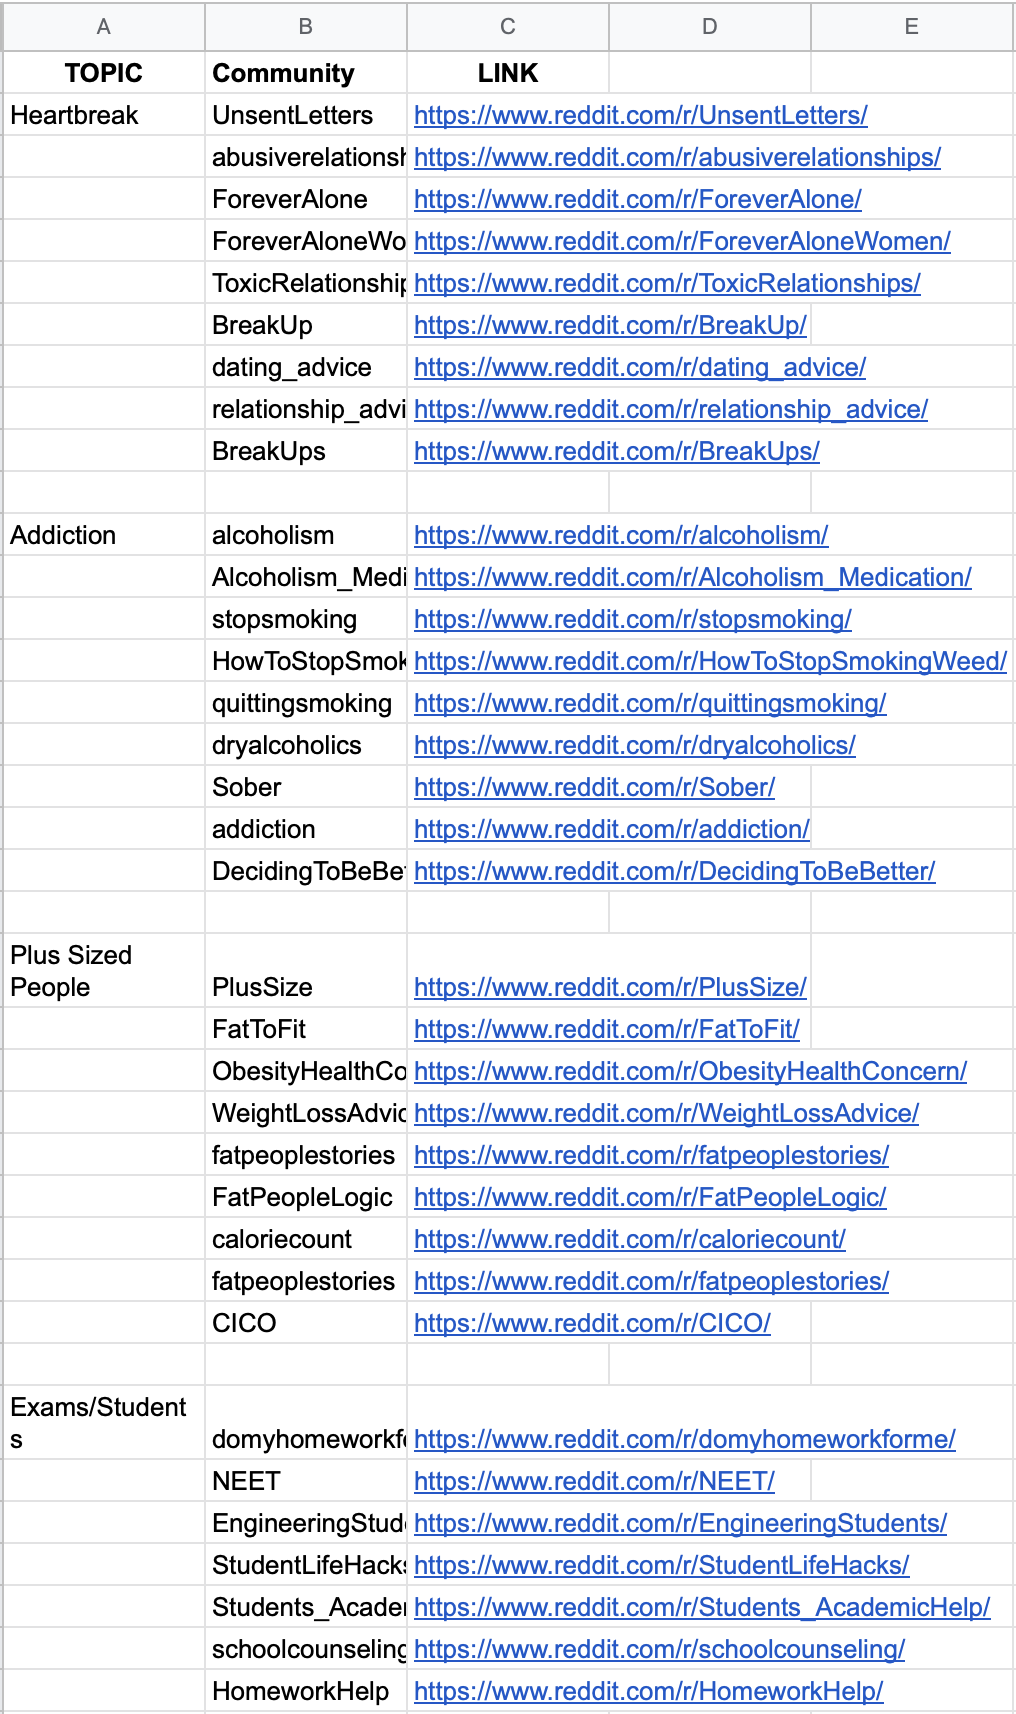 A B C D E
TOPIC Community LINK
Heartbreak UnsentLetters https://www.reddit.com/r/UnsentLetters/
abusiverelationsh https://www.reddit.com/r/abusiverelationships/
ForeverAlone https://www.reddit.com/r/ForeverAlone/
ForeverAloneWo https://www.reddit.com/r/ForeverAloneWomen/
ToxicRelationship https://www.reddit.com/r/ToxicRelationships/
BreakUp https://www.reddit.com/r/BreakUp/
dating_advice https://www.reddit.com/r/dating_advice/
relationship_advi https://www.reddit.com/r/relationship_advice/
BreakUps https://www.reddit.com/r/BreakUps/
Addiction alcoholism https://www.reddit.com/r/alcoholism/
Alcoholism_Medi https://www.reddit.com/r/Alcoholism_Medication/
stopsmoking https://www.reddit.com/r/stopsmoking/
HowToStopSmok https://www.reddit.com/r/HowToStopSmokingWeed/
quittingsmoking https://www.reddit.com/r/quittingsmoking/
dryalcoholics https://www.reddit.com/r/dryalcoholics/
Sober https://www.reddit.com/r/Sober/
addiction https://www.reddit.com/r/addiction/
DecidingToBeBet https://www.reddit.com/r/DecidingToBeBetter/
Plus Sized
People PlusSize https://www.reddit.com/r/PlusSize/
FatToFit https://www.reddit.com/r/FatToFit/
ObesityHealthCo https://www.reddit.com/r/ObesityHealthConcern/
WeightLossAdvic https://www.reddit.com/r/WeightLossAdvice/
fatpeoplestories https://www.reddit.com/r/fatpeoplestories/
FatPeopleLogic https://www.reddit.com/r/FatPeopleLogic/
caloriecount https://www.reddit.com/r/caloriecount/
fatpeoplestories https://www.reddit.com/r/fatpeoplestories/
CICO https://www.reddit.com/r/CICO/
Exams/Student
s domyhomeworkfo https://www.reddit.com/r/domyhomeworkforme/
NEET https://www.reddit.com/r/NEET/
EngineeringStude https://www.reddit.com/r/EngineeringStudents/
StudentLifeHacks https://www.reddit.com/r/StudentLifeHacks/
Students_Acader https://www.reddit.com/r/Students_AcademicHelp/
schoolcounseling https://www.reddit.com/r/schoolcounseling/
HomeworkHelp https://www.reddit.com/r/HomeworkHelp/